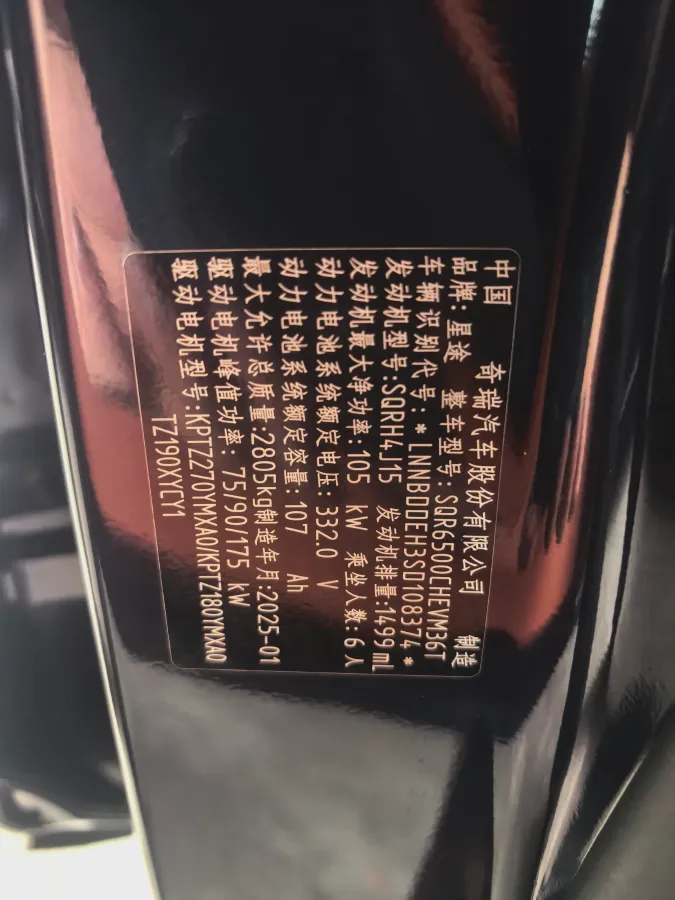 中国 奇瑞汽车股份有限公司 制造
品牌: 星途 整车型号: SQR6500CHEVM36T
车辆识别代号: * LNNBDDEH3SD108374 *
发动机型号:SQRH4J15 发动机排量:1499 mL
发动机最大净功率:105 kW 乘坐人数: 6人
动力电池系统额定电压: 332.0 V
动力电池系统额定容量: 107 Ah
最大允许总质量:2805kg制造年月:2025-01
驱动电机峰值功率: 75/90/175 kW
驱动电机型号:KPTZ270YMXA0/KPTZ180YMXA0
TZ190XYCY1